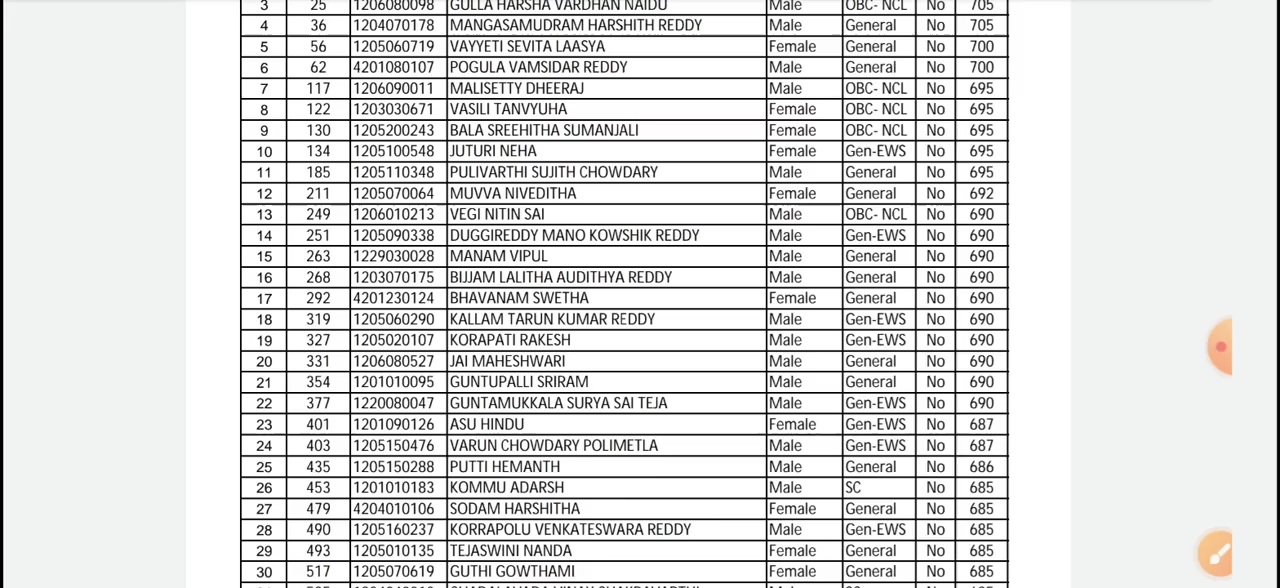 3 25 1206080098 GULLA HARSHA VARDHAN NAIDU Male OBC- NCL No 705
4 36 1204070178 MANGASAMUDRAM HARSHITH REDDY Male General No 705
5 56 1205060719 VAYYETI SEVITA LAASYA Female General No 700
6 62 4201080107 POGULA VAMSIDAR REDDY Male General No 700
7 117 1206090011 MALISETTY DHEERAJ Male OBC- NCL No 695
8 122 1203030671 VASILI TANVYUHA Female OBC- NCL No 695
9 130 1205200243 BALA SREEHITHA SUMANJALI Female OBC- NCL No 695
10 134 1205100548 JUTURI NEHA Female Gen-EWS No 695
11 185 1205110348 PULIVARTHI SUJITH CHOWDARY Male General No 695
12 211 1205070064 MUVVA NIVEDITHA Female General No 692
13 249 1206010213 VEGI NITIN SAI Male OBC- NCL No 690
14 251 1205090338 DUGGIREDDY MANO KOWSHIK REDDY Male Gen-EWS No 690
15 263 1229030028 MANAM VIPUL Male General No 690
16 268 1203070175 BIJJAM LALITHA AUDITHYA REDDY Male General No 690
17 292 4201230124 BHAVANAM SWETHA Female General No 690
18 319 1205060290 KALLAM TARUN KUMAR REDDY Male Gen-EWS No 690
19 327 1205020107 KORAPATI RAKESH Male Gen-EWS No 690
20 331 1206080527 JAI MAHESHWARI Male General No 690
21 354 1201010095 GUNTUPALLI SRIRAM Male General No 690
22 377 1220080047 GUNTAMUKKALA SURYA SAI TEJA Male Gen-EWS No 690
23 401 1201090126 ASU HINDU Female Gen-EWS No 687
24 403 1205150476 VARUN CHOWDARY POLIMETLA Male Gen-EWS No 687
25 435 1205150288 PUTTI HEMANTH Male General No 686
26 453 1201010183 KOMMU ADARSH Male SC No 685
27 479 4204010106 SODAM HARSHITHA Female General No 685
28 490 1205160237 KORRAPOLU VENKATESWARA REDDY Male Gen-EWS No 685
29 493 1205010135 TEJASWINI NANDA Female General No 685
30 517 1205070619 GUTHI GOWTHAMI Female General No 685